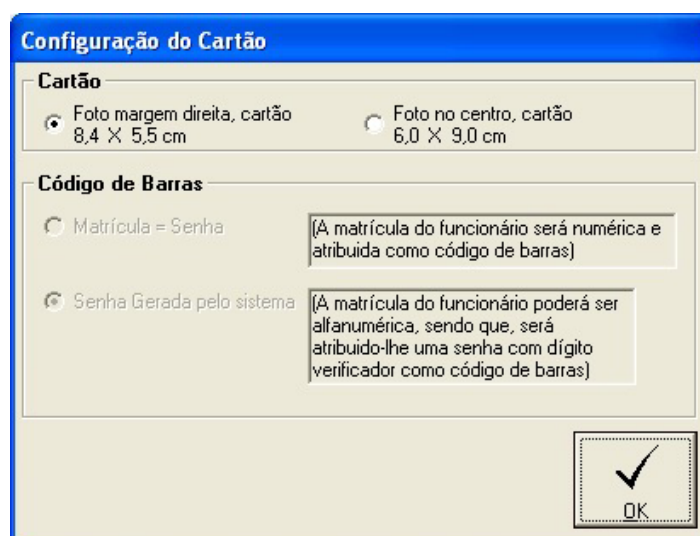 Configuração do Cartão
Cartão
Foto margem direita, cartão
8,4 X 5,5 cm
Foto no centro, cartão
6,0 X 9,0 cm
Código de Barras
Matrícula = Senha
(A matrícula do funcionário será numérica e
atribuida como código de barras)
Senha Gerada pelo sistema
(A matrícula do funcionário poderá ser
alfanumérica, sendo que, será
atribuido-lhe uma senha com dígito
verificador como código de barras)
OK